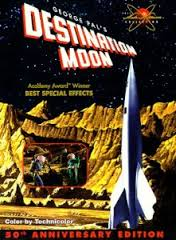 GEORGE PAL'S
DESTINATION
MOON
Academy Award Winner
BEST SPECIAL EFFECTS
Color by Technicolor
50TH ANNIVERSARY EDITION